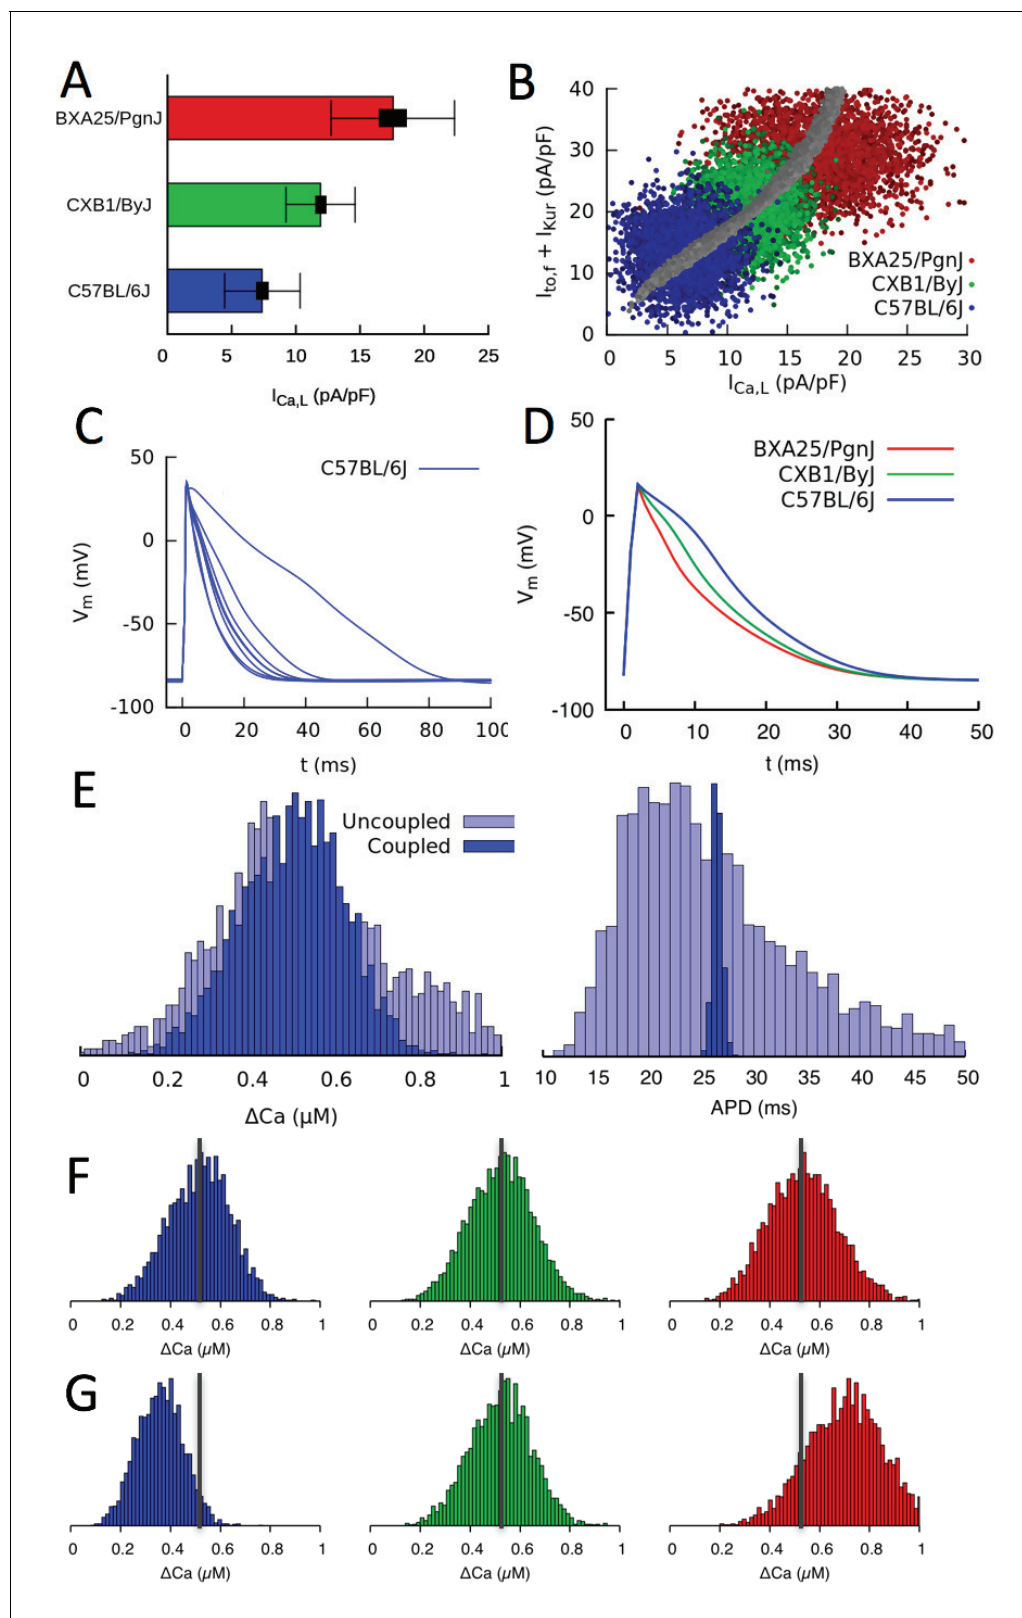 A
BXA25/PgnJ
CXB1/ByJ
C57BL/6J
0 5 10 15 20 25
I_Ca,L (pA/pF)
B
40
30
20
10
0
I_to,f + I_Kur (pA/pF)
BXA25/PgnJ
CXB1/ByJ
C57BL/6J
0 5 10 15 20 25 30
I_Ca,L (pA/pF)
C
C57BL/6J
50
0
-50
-100
V_m (mV)
0 20 40 60 80 100
t (ms)
D
BXA25/PgnJ
CXB1/ByJ
C57BL/6J
50
0
-50
-100
V_m (mV)
0 10 20 30 40 50
t (ms)
E
Uncoupled
Coupled
0 0.2 0.4 0.6 0.8 1
ΔCa (μM)
10 15 20 25 30 35 40 45 50
APD (ms)
F
0 0.2 0.4 0.6 0.8 1
ΔCa (μM)
0 0.2 0.4 0.6 0.8 1
ΔCa (μM)
0 0.2 0.4 0.6 0.8 1
ΔCa (μM)
G
0 0.2 0.4 0.6 0.8 1
ΔCa (μM)
0 0.2 0.4 0.6 0.8 1
ΔCa (μM)
0 0.2 0.4 0.6 0.8 1
ΔCa (μM)